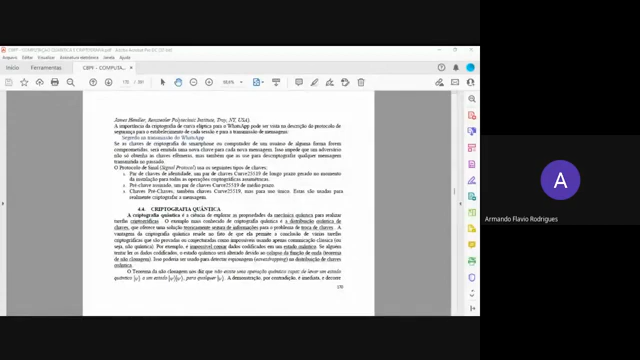 CBPF - COMPUTAÇÃO QUÂNTICA E CRIPTOGRAFIA.pdf - Adobe Acrobat Pro DC (32-bit)
Arquivo Editar Visualizar Assinatura eletrônica Janela Ajuda
Início Ferramentas CBPF - COMPUTA...
James Hendler, Rensselaer Polytechnic Institute, Troy, NY, USA).
A importância da criptografia de curva elíptica para o WhatsApp pode ser vista na descrição do protocolo de
segurança para o estabelecimento de cada sessão e para a transmissão de mensagens.
Segredo na transmissão do WhatsApp
Se as chaves de criptografia do smartphone ou computador de um usuário de alguma forma forem
comprometidas, será emitida uma nova chave para cada nova mensagem. Isso impede que um adversário
não só obtenha as chaves efêmeras, mas também as use para descriptografar qualquer mensagem
transmitida no passado.
O Protocolo de Sinal (Signal Protocol) usa os seguintes tipos de chaves:
Par de chaves de identidade, um par de chaves Curve25519 de longo prazo gerado no momento
da instalação para todas as operações criptográficas assimétricas.
Pré-chave assinada, um par de chaves Curve25519 de médio prazo.
Chaves Pré-Chaves, também chaves Curve25519, mas para uso único. Estas são usadas para
realmente criptografar a mensagem.
4.4. CRIPTOGRAFIA QUÂNTICA
A criptografia quântica é a ciência de explorar as propriedades da mecânica quântica para realizar
tarefas criptográficas. O exemplo mais conhecido de criptografia quântica é a distribuição quântica de
chaves, que oferece uma solução teoricamente segura de informações para o problema de troca de chaves. A
vantagem da criptografia quântica reside no fato de que ela permite a conclusão de várias tarefas
criptográficas que são provadas ou conjecturadas como impossíveis usando apenas comunicação clássica (ou
seja, não quântica). Por exemplo, é impossível copiar dados codificados em um estado quântico. Se alguém
tentar ler os dados codificados, o estado quântico será alterado devido ao colapso da função de onda (teorema
de não clonagem). Isso poderia ser usado para detectar espionagem (eavesdropping) na distribuição de chaves
quântica.
O Teorema da não clonagem nos diz que não existe uma operação quântica capaz de levar um estado
quântico |ψ⟩ a um estado |ψ⟩|ψ⟩, para qualquer |ψ⟩. A demonstração, por contradição, é imediata, e decorre
170
A
Armando Flavio Rodrigues